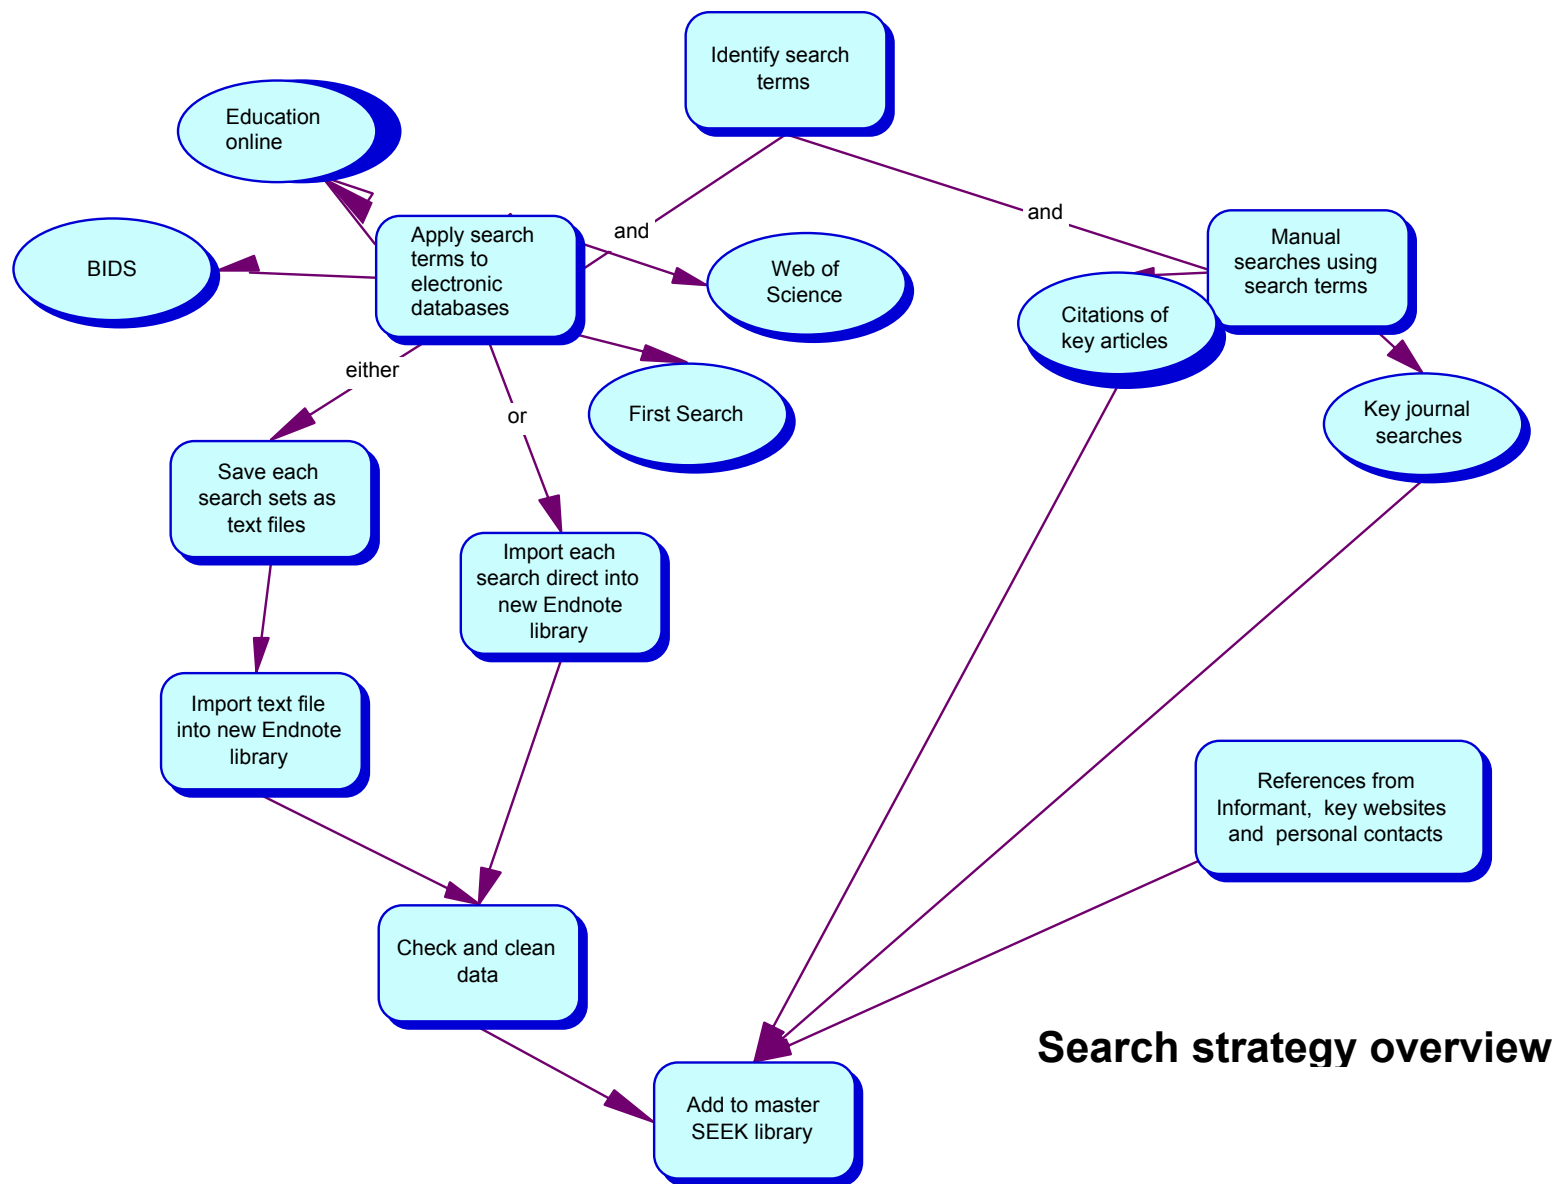 Identify search
terms
Education
online
and
and
Apply search
terms to
electronic
databases
BIDS
Web of
Science
Manual
searches using
search terms
Citations of
key articles
either
or
First Search
Key journal
searches
Save each
search sets as
text files
Import each
search direct into
new Endnote
library
Import text file
into new Endnote
library
References from
Informant, key websites
and personal contacts
Check and clean
data
Search strategy overview
Add to master
SEEK library